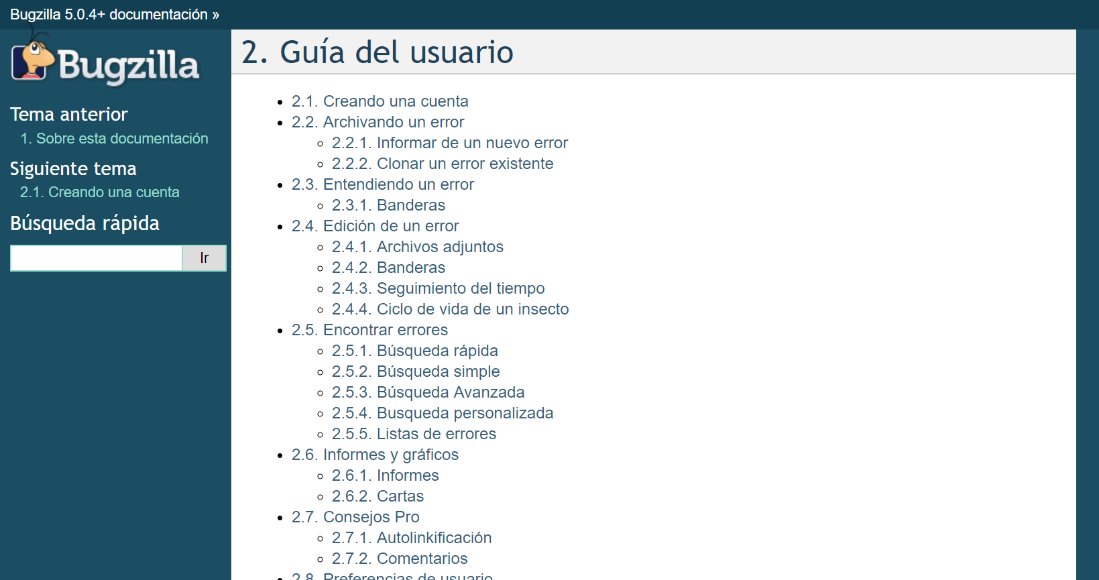 Bugzilla 5.0.4+ documentación »
Bugzilla
Tema anterior
1. Sobre esta documentación
Siguiente tema
2.1. Creando una cuenta
Búsqueda rápida
Ir
2. Guía del usuario
2.1. Creando una cuenta
2.2. Archivando un error
2.2.1. Informar de un nuevo error
2.2.2. Clonar un error existente
2.3. Entendiendo un error
2.3.1. Banderas
2.4. Edición de un error
2.4.1. Archivos adjuntos
2.4.2. Banderas
2.4.3. Seguimiento del tiempo
2.4.4. Ciclo de vida de un insecto
2.5. Encontrar errores
2.5.1. Búsqueda rápida
2.5.2. Búsqueda simple
2.5.3. Búsqueda Avanzada
2.5.4. Busqueda personalizada
2.5.5. Listas de errores
2.6. Informes y gráficos
2.6.1. Informes
2.6.2. Cartas
2.7. Consejos Pro
2.7.1. Autolinkificación
2.7.2. Comentarios
2.8. Preferencias de usuario